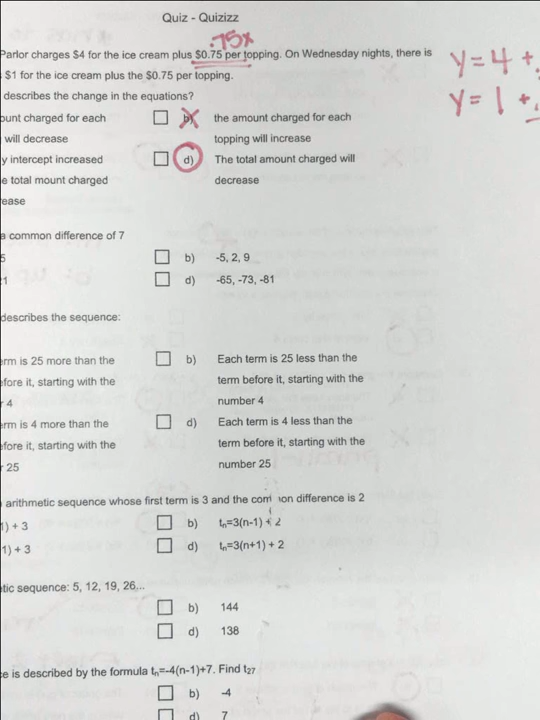 Quiz - Quizizz
.75x
Parlor charges $4 for the ice cream plus $0.75 per topping. On Wednesday nights, there is
y = 4 + .
$1 for the ice cream plus the $0.75 per topping.
y = 1 + .
describes the change in the equations?
ount charged for each b) the amount charged for each
will decrease topping will increase
y intercept increased d) The total amount charged will
e total mount charged decrease
ease
a common difference of 7
5 b) -5, 2, 9
1 d) -65, -73, -81
describes the sequence:
erm is 25 more than the b) Each term is 25 less than the
efore it, starting with the term before it, starting with the
r 4 number 4
erm is 4 more than the d) Each term is 4 less than the
efore it, starting with the term before it, starting with the
r 25 number 25
arithmetic sequence whose first term is 3 and the common difference is 2
1) + 3 b) tₙ=3(n-1) + 2
1) + 3 d) tₙ=3(n+1) + 2
tic sequence: 5, 12, 19, 26...
b) 144
d) 138
ce is described by the formula tₙ=-4(n-1)+7. Find t₂₇
b) -4
d) 7